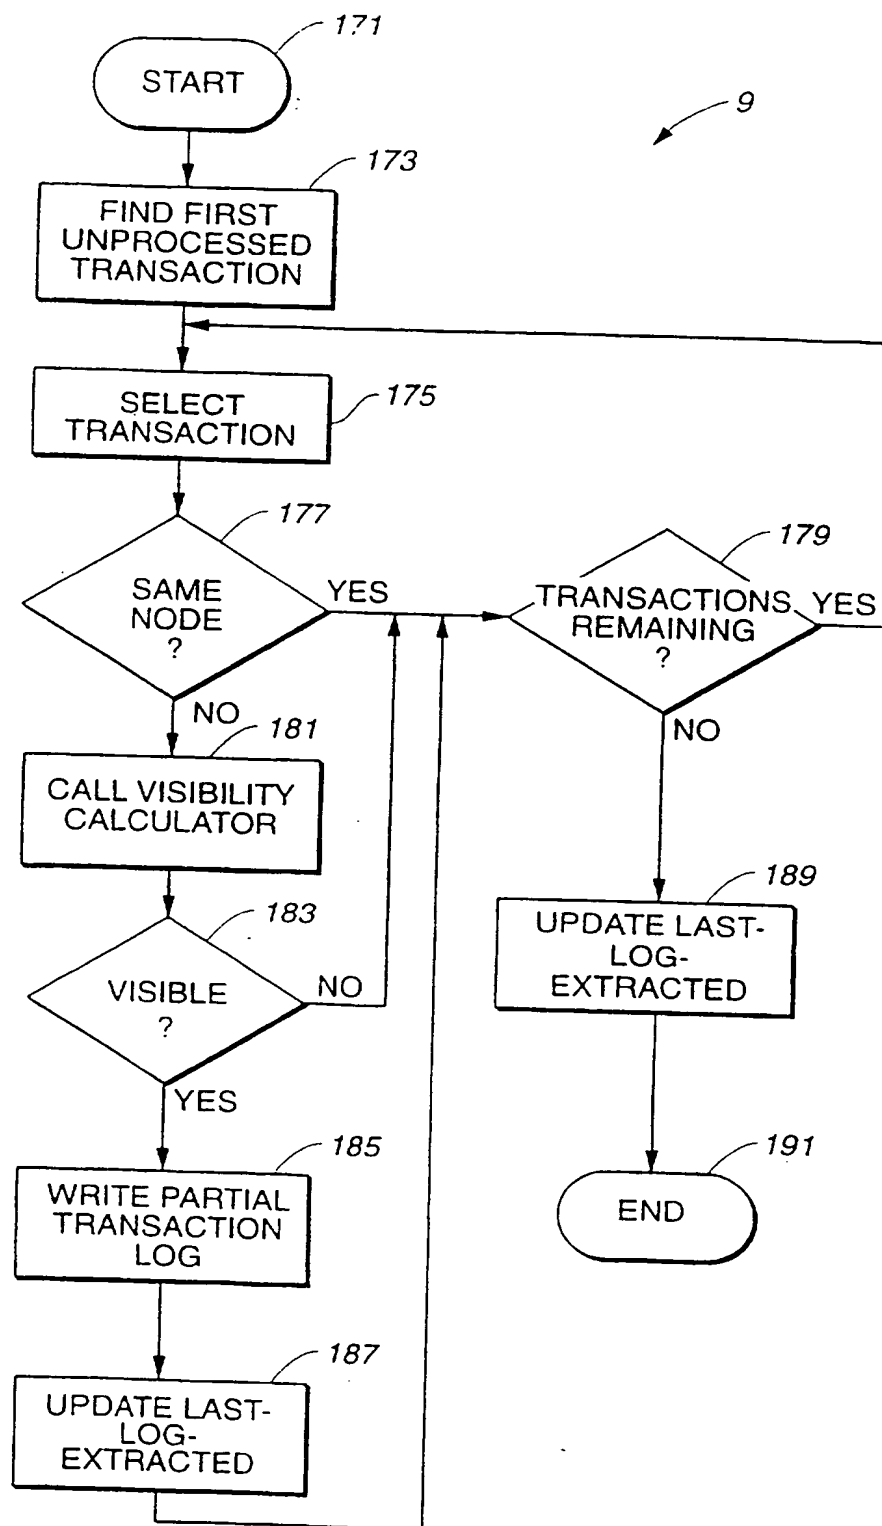 171
START
9
173
FIND FIRST
UNPROCESSED
TRANSACTION
SELECT
TRANSACTION
175
177
SAME
NODE
?
YES
NO
179
TRANSACTIONS
REMAINING
?
YES
NO
181
CALL VISIBILITY
CALCULATOR
183
VISIBLE
?
NO
YES
189
UPDATE LAST-
LOG-
EXTRACTED
185
WRITE PARTIAL
TRANSACTION
LOG
191
END
187
UPDATE LAST-
LOG-
EXTRACTED